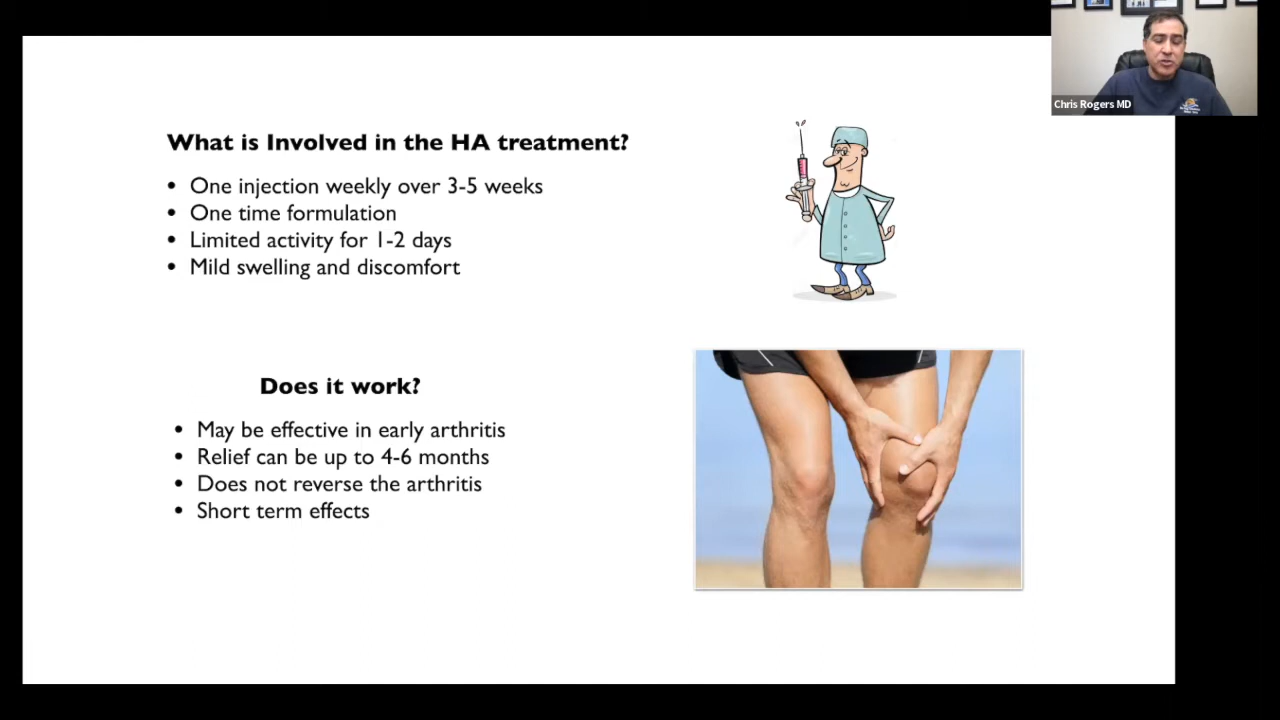 Chris Rogers MD
What is Involved in the HA treatment?
• One injection weekly over 3-5 weeks
• One time formulation
• Limited activity for 1-2 days
• Mild swelling and discomfort
Does it work?
• May be effective in early arthritis
• Relief can be up to 4-6 months
• Does not reverse the arthritis
• Short term effects